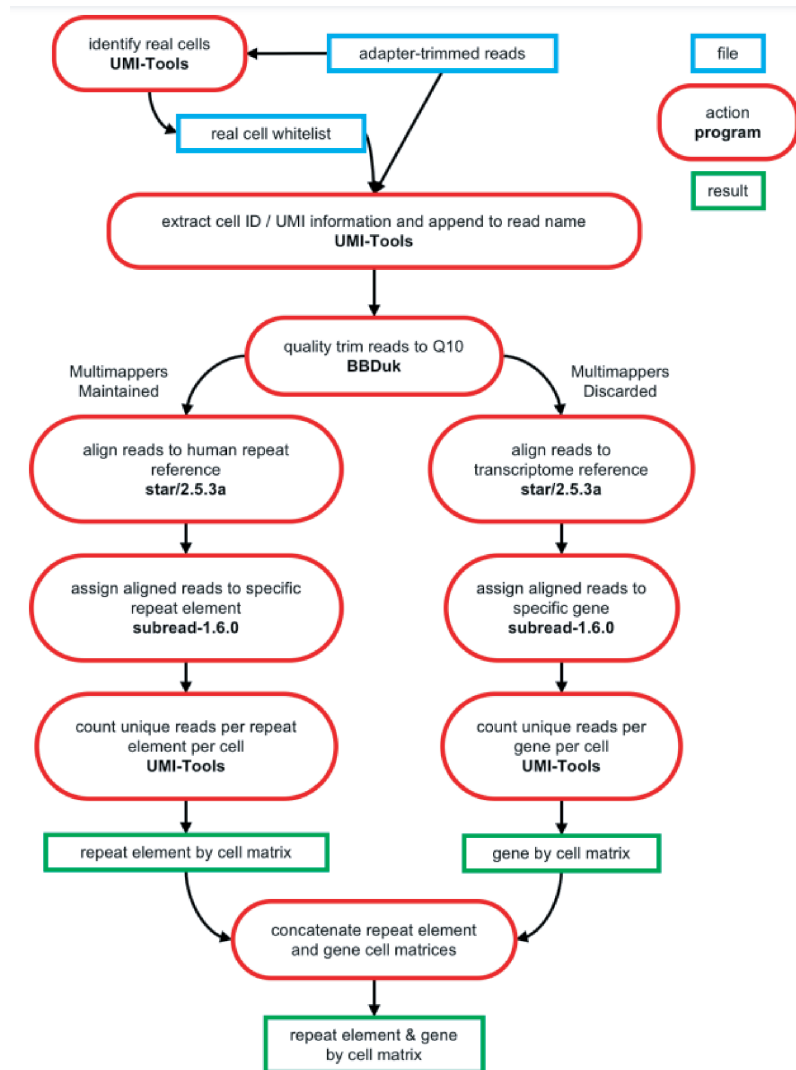 identify real cells
UMI-Tools
adapter-trimmed reads
file
real cell whitelist
action
program
result
extract cell ID / UMI information and append to read name
UMI-Tools
quality trim reads to Q10
BBDuk
Multimappers
Maintained
Multimappers
Discarded
align reads to human repeat
reference
star/2.5.3a
align reads to
transcriptome reference
star/2.5.3a
assign aligned reads to specific
repeat element
subread-1.6.0
assign aligned reads to
specific gene
subread-1.6.0
count unique reads per repeat
element per cell
UMI-Tools
count unique reads per
gene per cell
UMI-Tools
repeat element by cell matrix
gene by cell matrix
concatenate repeat element
and gene cell matrices
repeat element & gene
by cell matrix